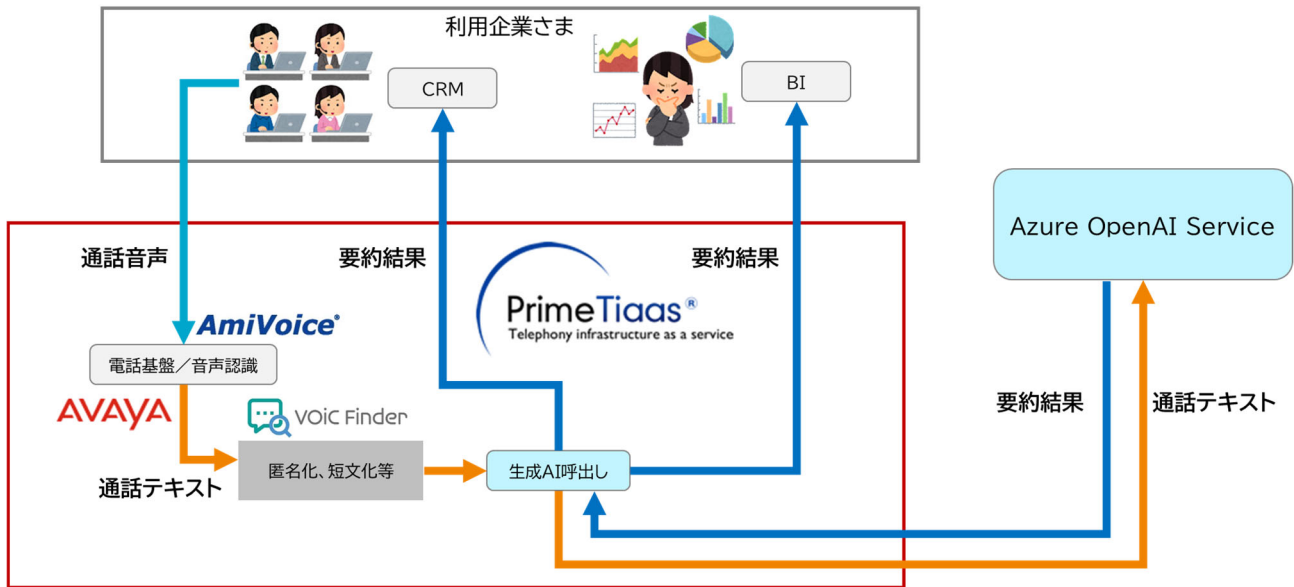 利用企業さま
CRM
BI
Azure OpenAI Service
通話音声
要約結果
要約結果
PrimeTiaas®
Telephony infrastructure as a service
AmiVoice®
電話基盤／音声認識
AVAYA
VOiC Finder
要約結果
通話テキスト
匿名化、短文化等
生成AI呼出し
通話テキスト